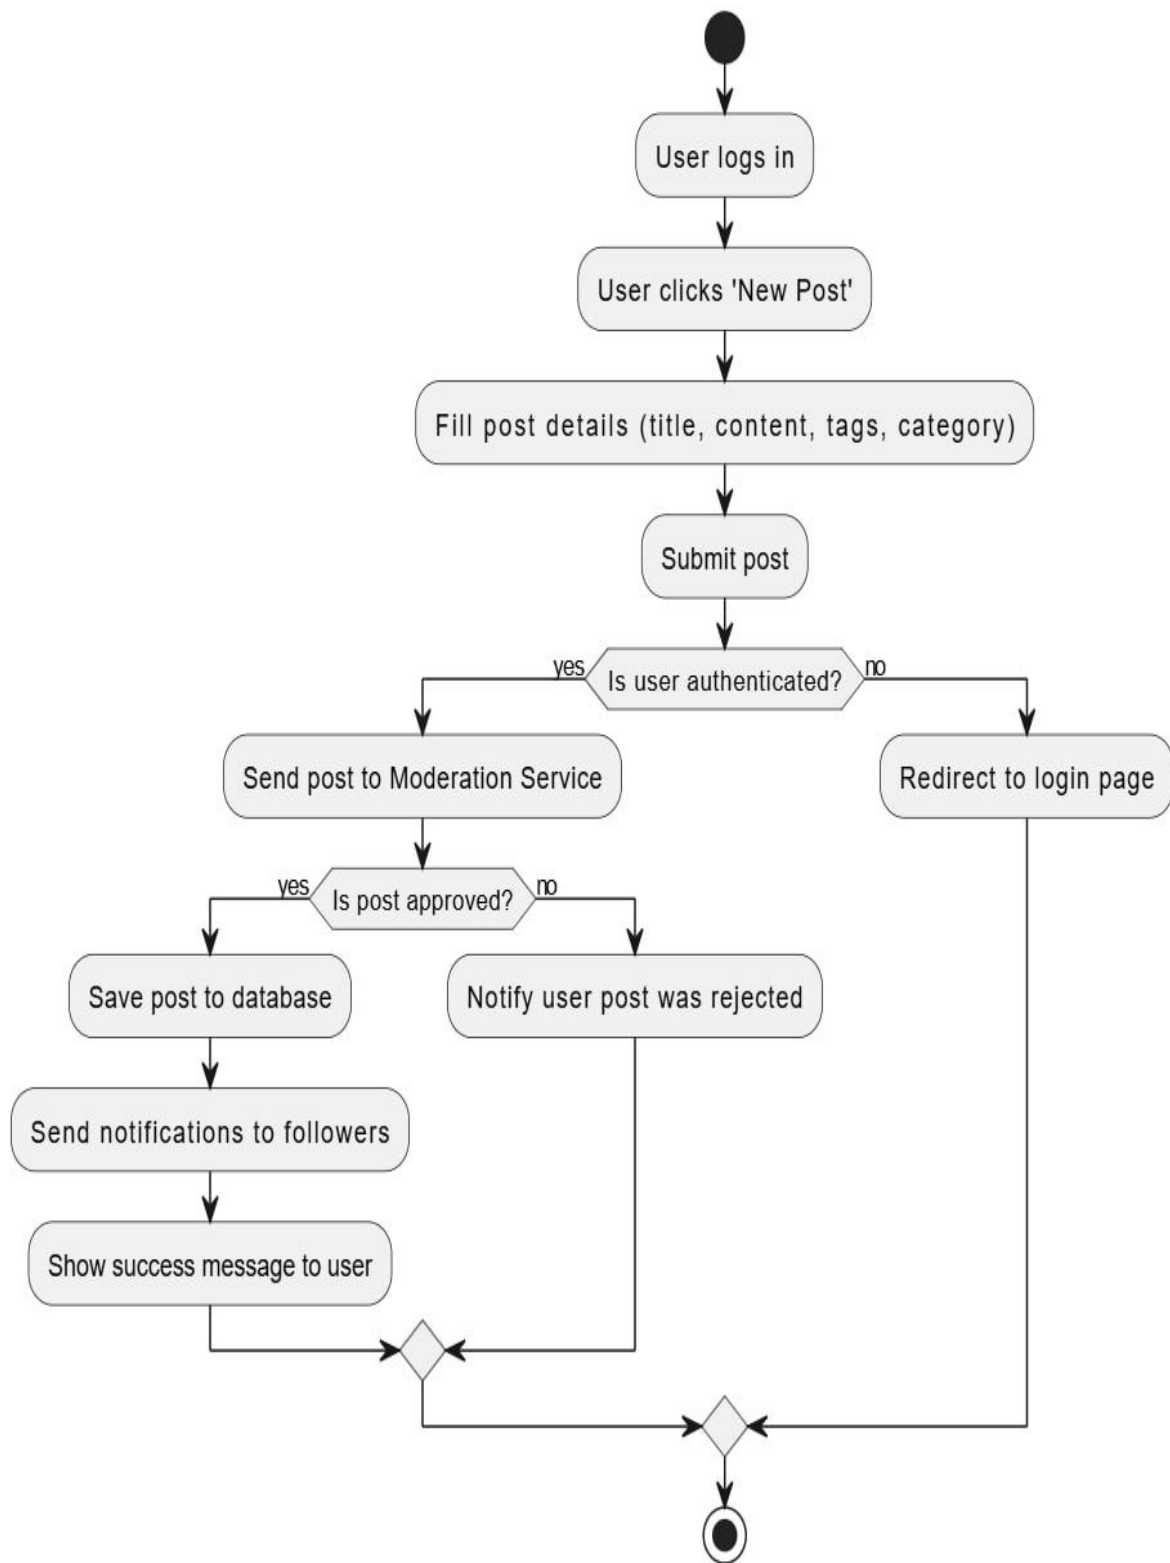 User logs in
User clicks 'New Post'
Fill post details (title, content, tags, category)
Submit post
yes
Is user authenticated?
no
Send post to Moderation Service
Redirect to login page
yes
Is post approved?
no
Save post to database
Notify user post was rejected
Send notifications to followers
Show success message to user